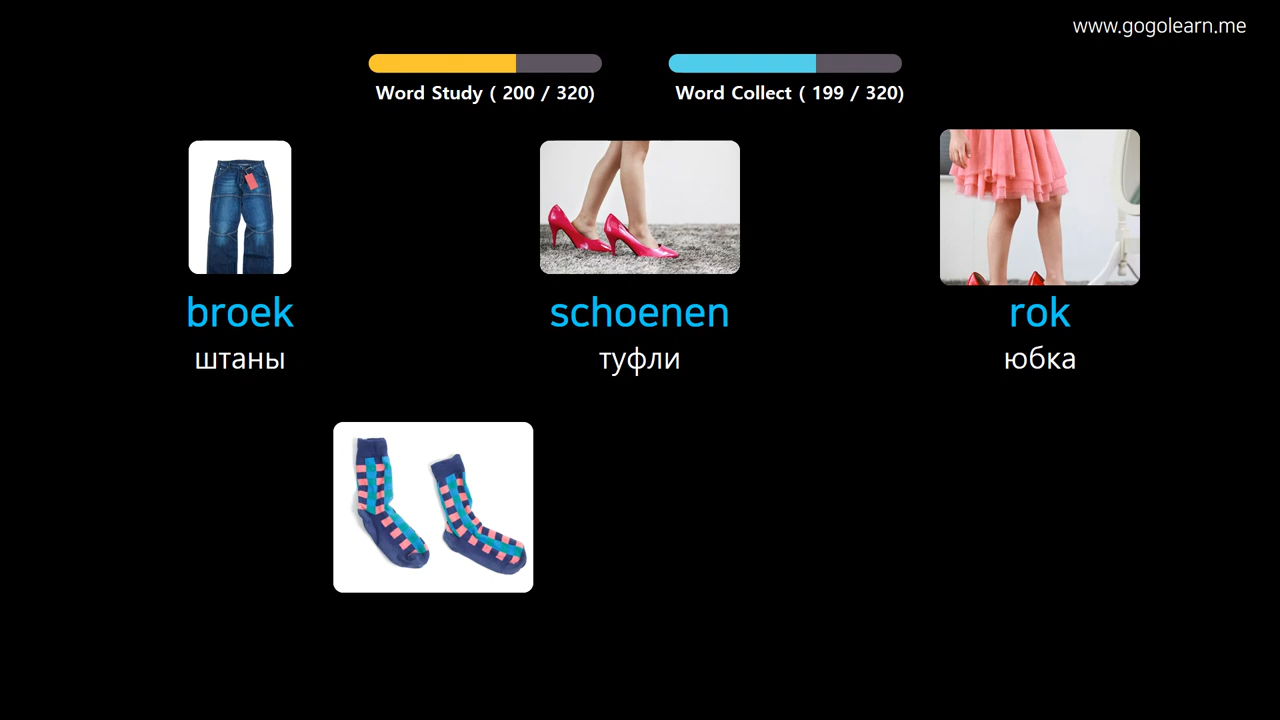 www.gogolearn.me
Word Study ( 200 / 320)
Word Collect ( 199 / 320)
broek
schoenen
rok
штаны
туфли
юбка